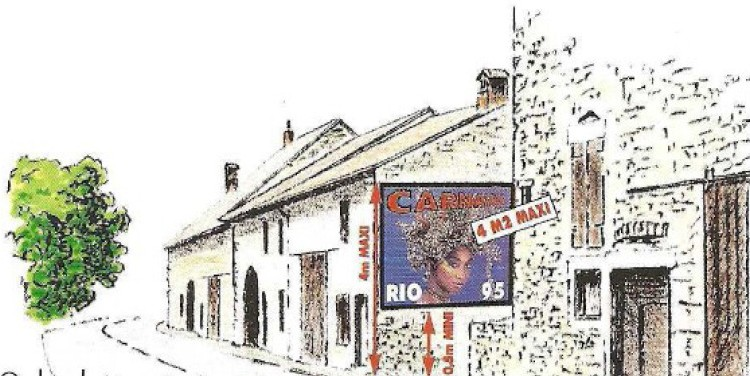 CARNAVAL
4 M2 MAXI
4m MAXI
RIO 95
0,5m MINI